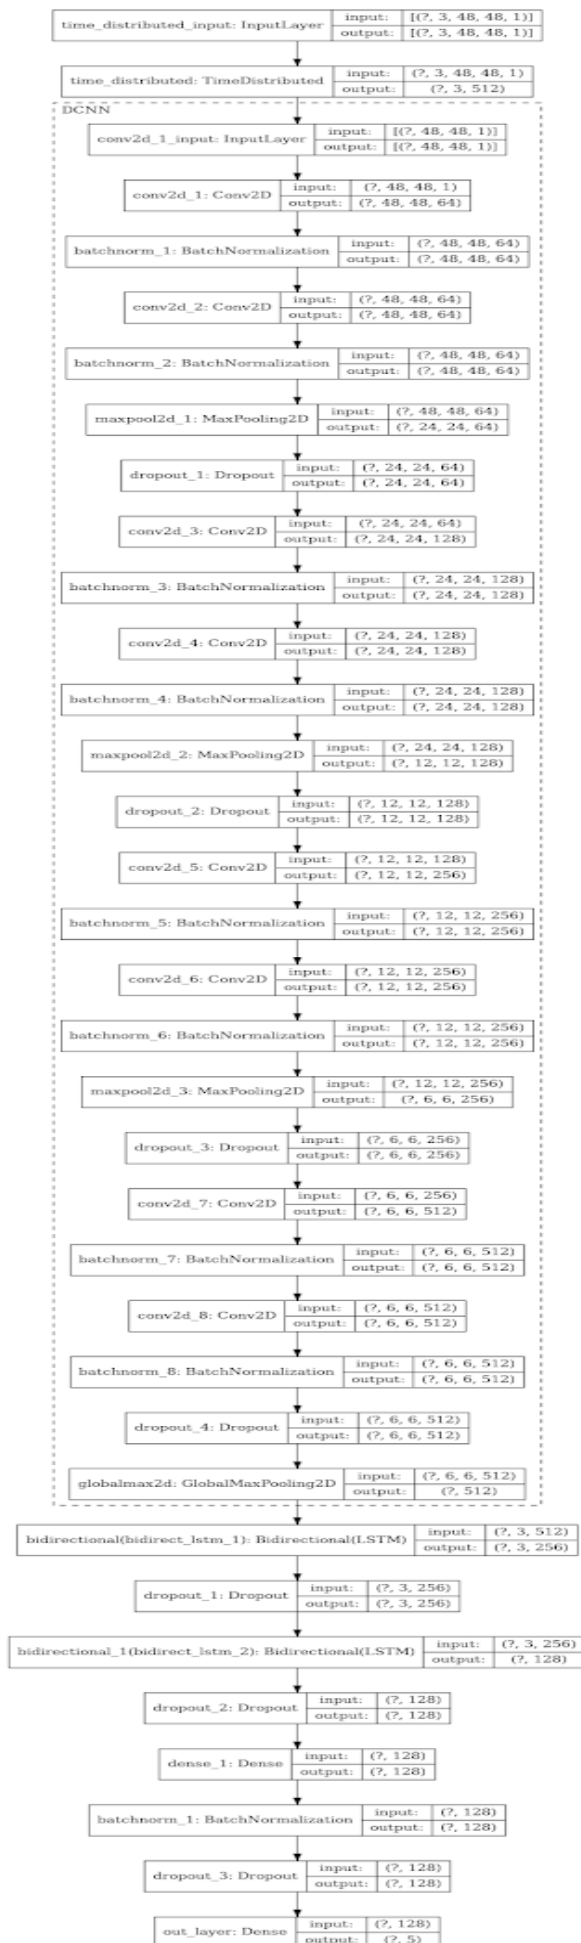 time_distributed_input: InputLayer input: [(?, 3, 48, 48, 1)]
output: [(?, 3, 48, 48, 1)]
time_distributed: TimeDistributed input: (?, 3, 48, 48, 1)
output: (?, 3, 512)
DCNN
conv2d_1_input: InputLayer input: [(?, 48, 48, 1)]
output: [(?, 48, 48, 1)]
conv2d_1: Conv2D input: (?, 48, 48, 1)
output: (?, 48, 48, 64)
batchnorm_1: BatchNormalization input: (?, 48, 48, 64)
output: (?, 48, 48, 64)
conv2d_2: Conv2D input: (?, 48, 48, 64)
output: (?, 48, 48, 64)
batchnorm_2: BatchNormalization input: (?, 48, 48, 64)
output: (?, 48, 48, 64)
maxpool2d_1: MaxPooling2D input: (?, 48, 48, 64)
output: (?, 24, 24, 64)
dropout_1: Dropout input: (?, 24, 24, 64)
output: (?, 24, 24, 64)
conv2d_3: Conv2D input: (?, 24, 24, 64)
output: (?, 24, 24, 128)
batchnorm_3: BatchNormalization input: (?, 24, 24, 128)
output: (?, 24, 24, 128)
conv2d_4: Conv2D input: (?, 24, 24, 128)
output: (?, 24, 24, 128)
batchnorm_4: BatchNormalization input: (?, 24, 24, 128)
output: (?, 24, 24, 128)
maxpool2d_2: MaxPooling2D input: (?, 24, 24, 128)
output: (?, 12, 12, 128)
dropout_2: Dropout input: (?, 12, 12, 128)
output: (?, 12, 12, 128)
conv2d_5: Conv2D input: (?, 12, 12, 128)
output: (?, 12, 12, 256)
batchnorm_5: BatchNormalization input: (?, 12, 12, 256)
output: (?, 12, 12, 256)
conv2d_6: Conv2D input: (?, 12, 12, 256)
output: (?, 12, 12, 256)
batchnorm_6: BatchNormalization input: (?, 12, 12, 256)
output: (?, 12, 12, 256)
maxpool2d_3: MaxPooling2D input: (?, 12, 12, 256)
output: (?, 6, 6, 256)
dropout_3: Dropout input: (?, 6, 6, 256)
output: (?, 6, 6, 256)
conv2d_7: Conv2D input: (?, 6, 6, 256)
output: (?, 6, 6, 512)
batchnorm_7: BatchNormalization input: (?, 6, 6, 512)
output: (?, 6, 6, 512)
conv2d_8: Conv2D input: (?, 6, 6, 512)
output: (?, 6, 6, 512)
batchnorm_8: BatchNormalization input: (?, 6, 6, 512)
output: (?, 6, 6, 512)
dropout_4: Dropout input: (?, 6, 6, 512)
output: (?, 6, 6, 512)
globalmax2d: GlobalMaxPooling2D input: (?, 6, 6, 512)
output: (?, 512)
bidirectional(bidirect_lstm_1): Bidirectional(LSTM) input: (?, 3, 512)
output: (?, 3, 256)
dropout_1: Dropout input: (?, 3, 256)
output: (?, 3, 256)
bidirectional_1(bidirect_lstm_2): Bidirectional(LSTM) input: (?, 3, 256)
output: (?, 128)
dropout_2: Dropout input: (?, 128)
output: (?, 128)
dense_1: Dense input: (?, 128)
output: (?, 128)
batchnorm_1: BatchNormalization input: (?, 128)
output: (?, 128)
dropout_3: Dropout input: (?, 128)
output: (?, 128)
out_layer: Dense input: (?, 128)
output: (?, 5)